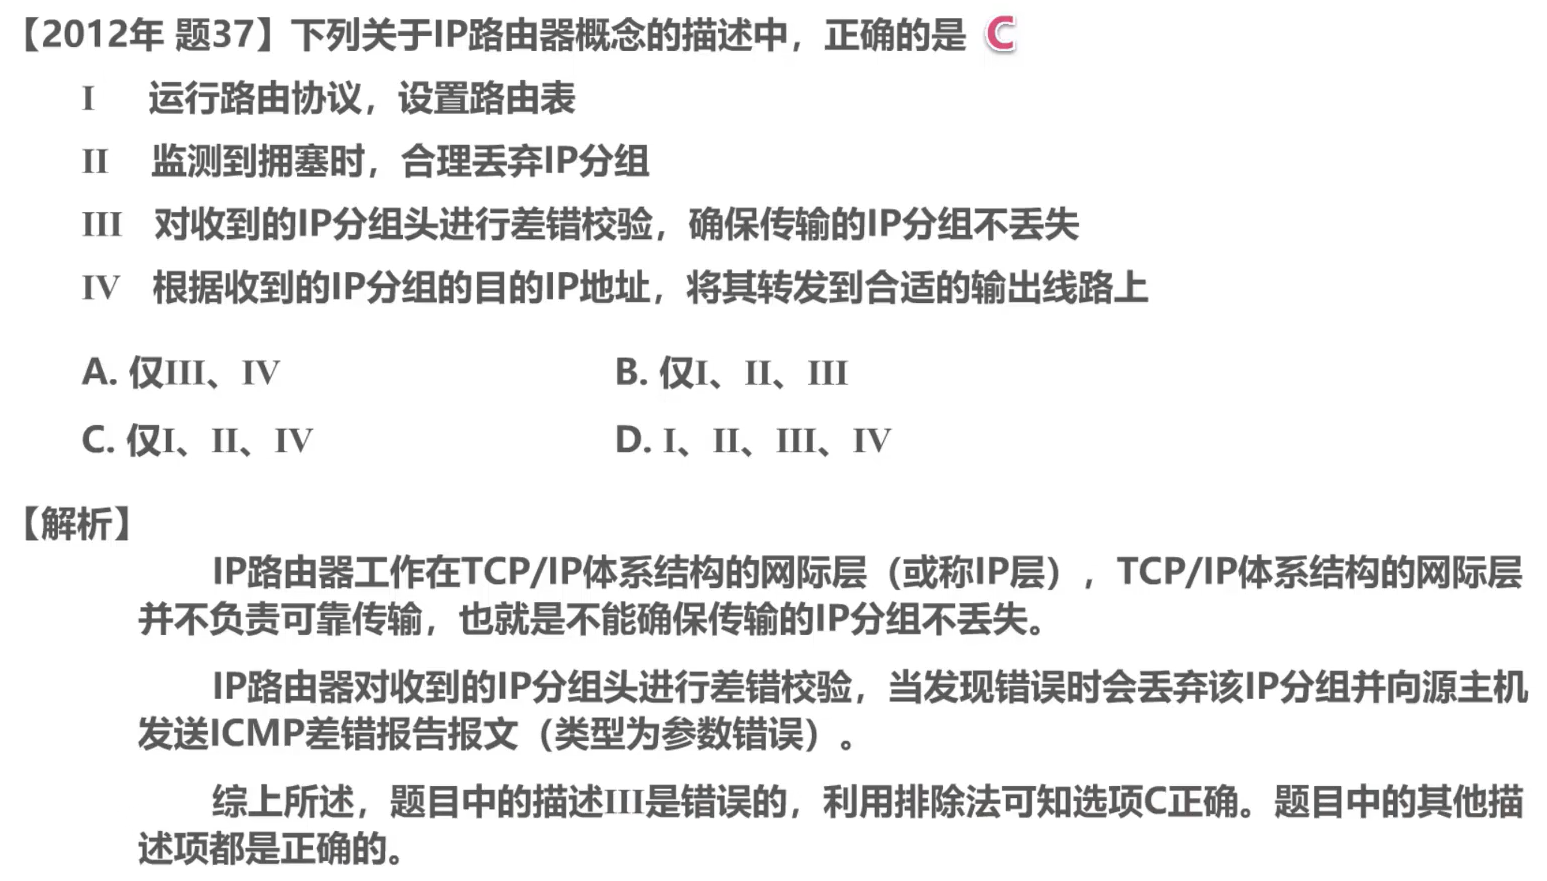 【2012年 题37】下列关于IP路由器概念的描述中，正确的是 C
I 运行路由协议，设置路由表
II 监测到拥塞时，合理丢弃IP分组
III 对收到的IP分组头进行差错校验，确保传输的IP分组不丢失
IV 根据收到的IP分组的目的IP地址，将其转发到合适的输出线路上
A. 仅III、IV B. 仅I、II、III
C. 仅I、II、IV D. I、II、III、IV
【解析】
IP路由器工作在TCP/IP体系结构的网际层（或称IP层），TCP/IP体系结构的网际层
并不负责可靠传输，也就是不能确保传输的IP分组不丢失。
IP路由器对收到的IP分组头进行差错校验，当发现错误时会丢弃该IP分组并向源主机
发送ICMP差错报告报文（类型为参数错误）。
综上所述，题目中的描述III是错误的，利用排除法可知选项C正确。题目中的其他描
述项都是正确的。